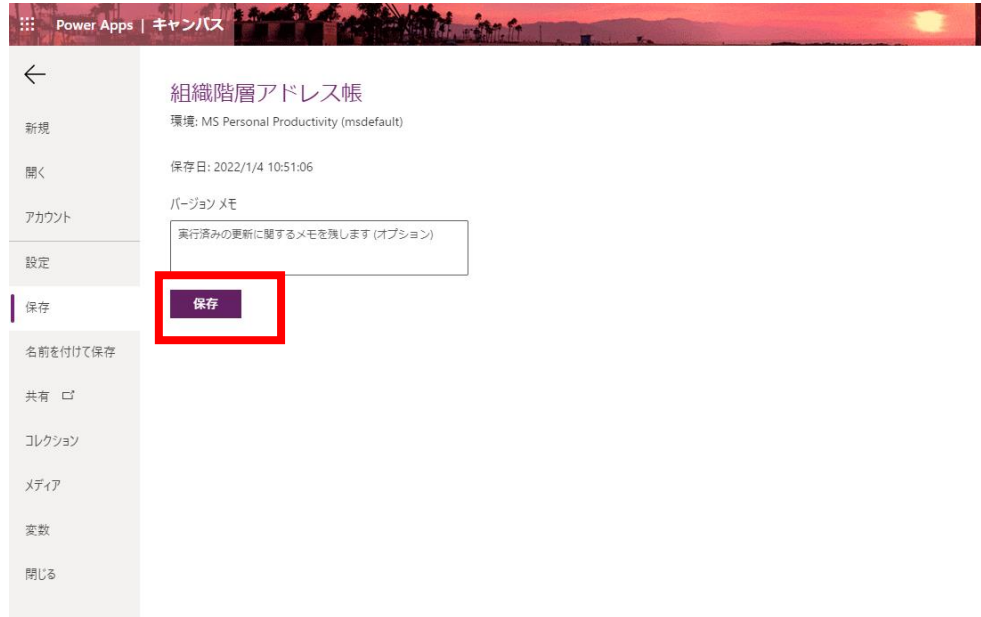 Power Apps | キャンバス
組織階層アドレス帳
環境: MS Personal Productivity (msdefault)
保存日: 2022/1/4 10:51:06
バージョン メモ
実行済みの更新に関するメモを残します (オプション)
保存
新規
開く
アカウント
設定
保存
名前を付けて保存
共有
コレクション
メディア
変数
閉じる